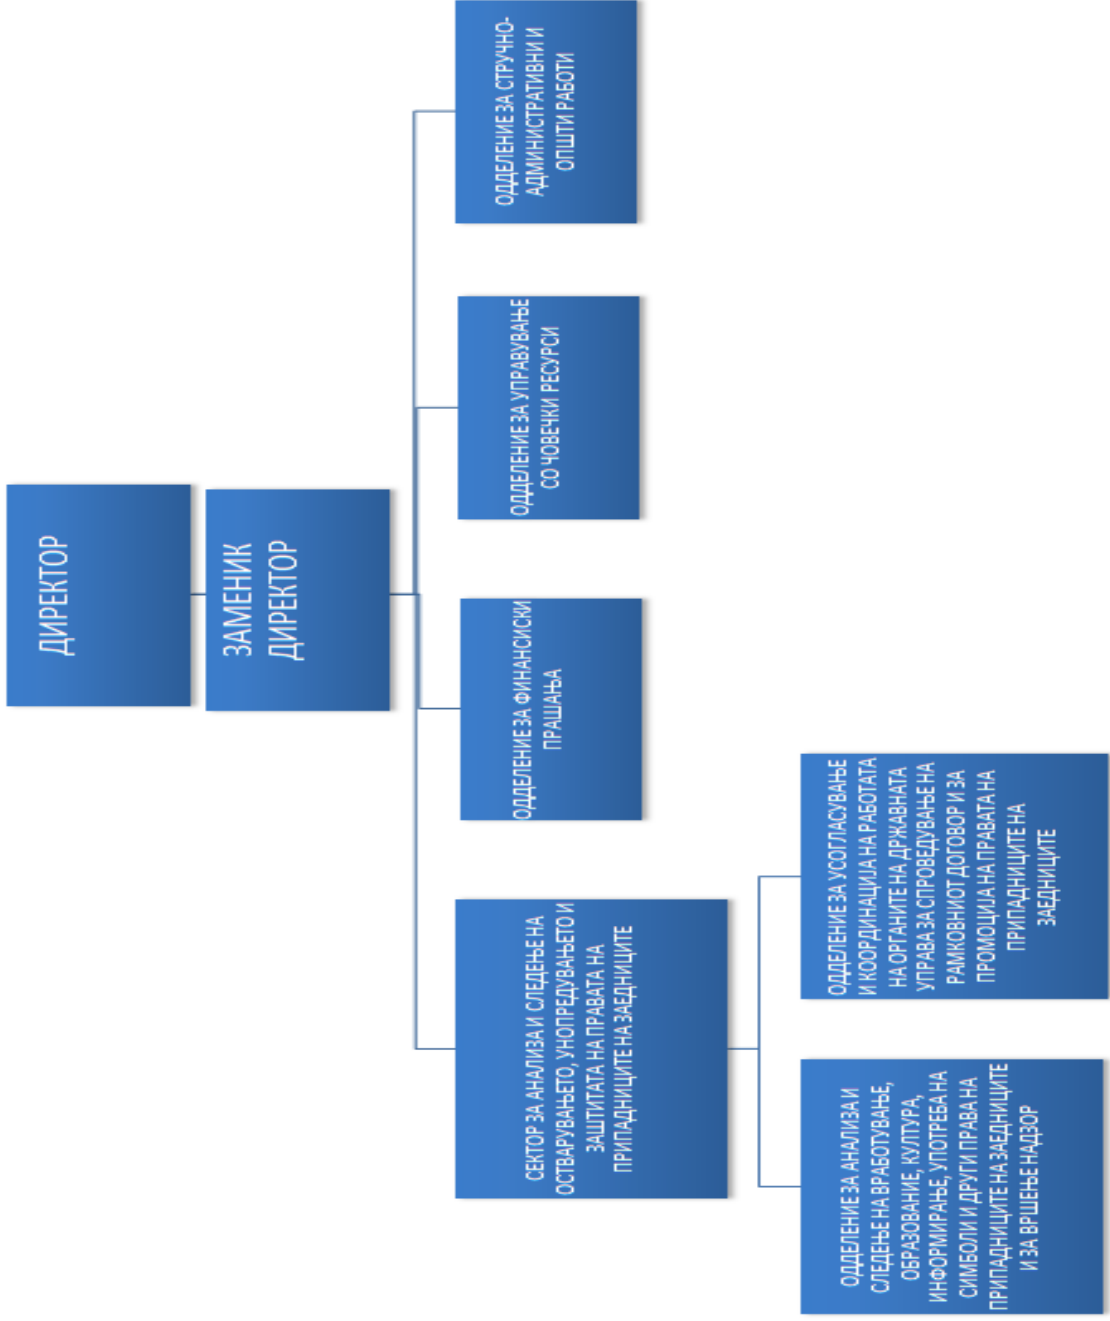 ДИРЕКТОР
ЗАМЕНИК
ДИРЕКТОР
СЕКТОР ЗА АНАЛИЗА И СЛЕДЕЊЕ НА
ОСТВАРУВАЊЕТО, УНОПРЕДУВАЊЕТО И
ЗАШТИТАТА НА ПРАВАТА НА
ПРИПАДНИЦИТЕ НА ЗАЕДНИЦИТЕ
ОДДЕЛЕНИЕ ЗА ФИНАНСИСКИ
ПРАШАЊА
ОДДЕЛЕНИЕ ЗА УПРАВУВАЊЕ
СО ЧОВЕЧКИ РЕСУРСИ
ОДДЕЛЕНИЕ ЗА СТРУЧНО-
АДМИНИСТРАТИВНИ И
ОПШТИ РАБОТИ
ОДДЕЛЕНИЕ ЗА АНАЛИЗА И
СЛЕДЕЊЕ НА ВРАБОТУВАЊЕ,
ОБРАЗОВАНИЕ, КУЛТУРА,
ИНФОРМИРАЊЕ, УПОТРЕБА НА
СИМБОЛИ И ДРУГИ ПРАВА НА
ПРИПАДНИЦИТЕ НА ЗАЕДНИЦИТЕ
И ЗА ВРШЕЊЕ НАДЗОР
ОДДЕЛЕНИЕ ЗА УСОГЛАСУВАЊЕ
И КООРДИНАЦИЈА НА РАБОТАТА
НА ОРГАНИТЕ НА ДРЖАВНАТА
УПРАВА ЗА СПРОВЕДУВАЊЕ НА
РАМКОВНИОТ ДОГОВОР И ЗА
ПРОМОЦИЈА НА ПРАВАТА НА
ПРИПАДНИЦИТЕ НА
ЗАЕДНИЦИТЕ